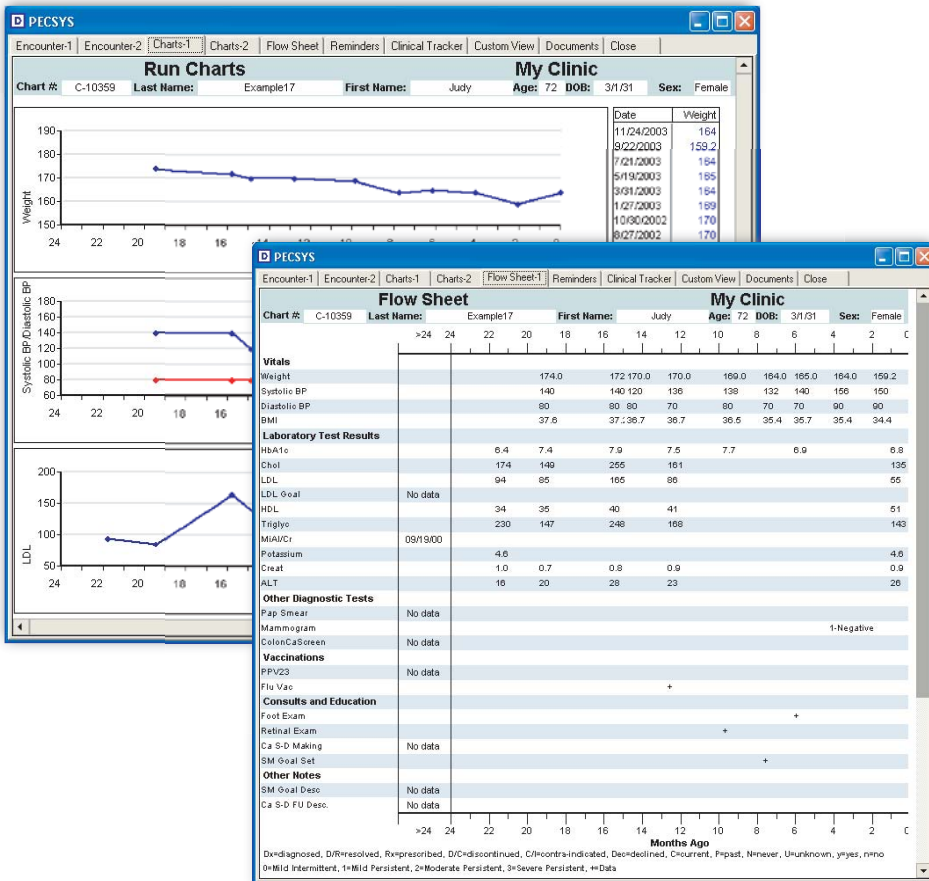 PECSYS
Encounter-1 Encounter-2 Charts-1 Charts-2 Flow Sheet Reminders Clinical Tracker Custom View Documents Close
Run Charts My Clinic
Chart #: C-10359 Last Name: Example17 First Name: Judy Age: 72 DOB: 3/1/31 Sex: Female
Date Weight
11/24/2003 164
9/22/2003 159.2
7/21/2003 164
5/19/2003 165
3/31/2003 164
1/27/2003 169
10/30/2002 170
8/27/2002 170
Weight
190
180
170
160
150
24 22 20 18 16 14 12 10 8 6 4 2 0
Systolic BP/Diastolic BP
180
160
140
120
100
80
60
24 22 20 18 16
LDL
200
150
100
50
24 22 20 18 16
PECSYS
Encounter-1 Encounter-2 Charts-1 Charts-2 Flow Sheet-1 Reminders Clinical Tracker Custom View Documents Close
Flow Sheet My Clinic
Chart #: C-10359 Last Name: Example17 First Name: Judy Age: 72 DOB: 3/1/31 Sex: Female
>24 24 22 20 18 16 14 12 10 8 6 4 2 0
Vitals
Weight 174.0 172 170.0 170.0 169.0 164.0 165.0 164.0 159.2
Systolic BP 140 140 120 136 138 132 140 156 150
Diastolic BP 80 80 80 70 80 70 70 90 90
BMI 37.6 37.: 36.7 36.7 36.5 35.4 35.7 35.4 34.4
Laboratory Test Results
HbA1c 6.4 7.4 7.9 7.5 7.7 6.9 6.8
Chol 174 149 255 161 135
LDL 94 85 165 86 55
LDL Goal No data
HDL 34 35 40 41 51
Triglyc 230 147 248 168 143
MiAl/Cr 09/19/00
Potassium 4.6 4.6
Creat 1.0 0.7 0.8 0.9 0.9
ALT 16 20 28 23 26
Other Diagnostic Tests
Pap Smear No data
Mammogram 1-Negative
ColonCaScreen No data
Vaccinations
PPV23 No data
Flu Vac +
Consults and Education
Foot Exam +
Retinal Exam +
Ca S-D Making No data
SM Goal Set +
Other Notes
SM Goal Desc No data
Ca S-D FU Desc. No data
>24 24 22 20 18 16 14 12 10 8 6 4 2 0
Months Ago
Dx=diagnosed, D/R=resolved, Rx=prescribed, D/C=discontinued, C/I=contra-indicated, Dec=declined, C=current, P=past, N=never, U=unknown, y=yes, n=no
0=Mild Intermittent, 1=Mild Persistent, 2=Moderate Persistent, 3=Severe Persistent, +=Data